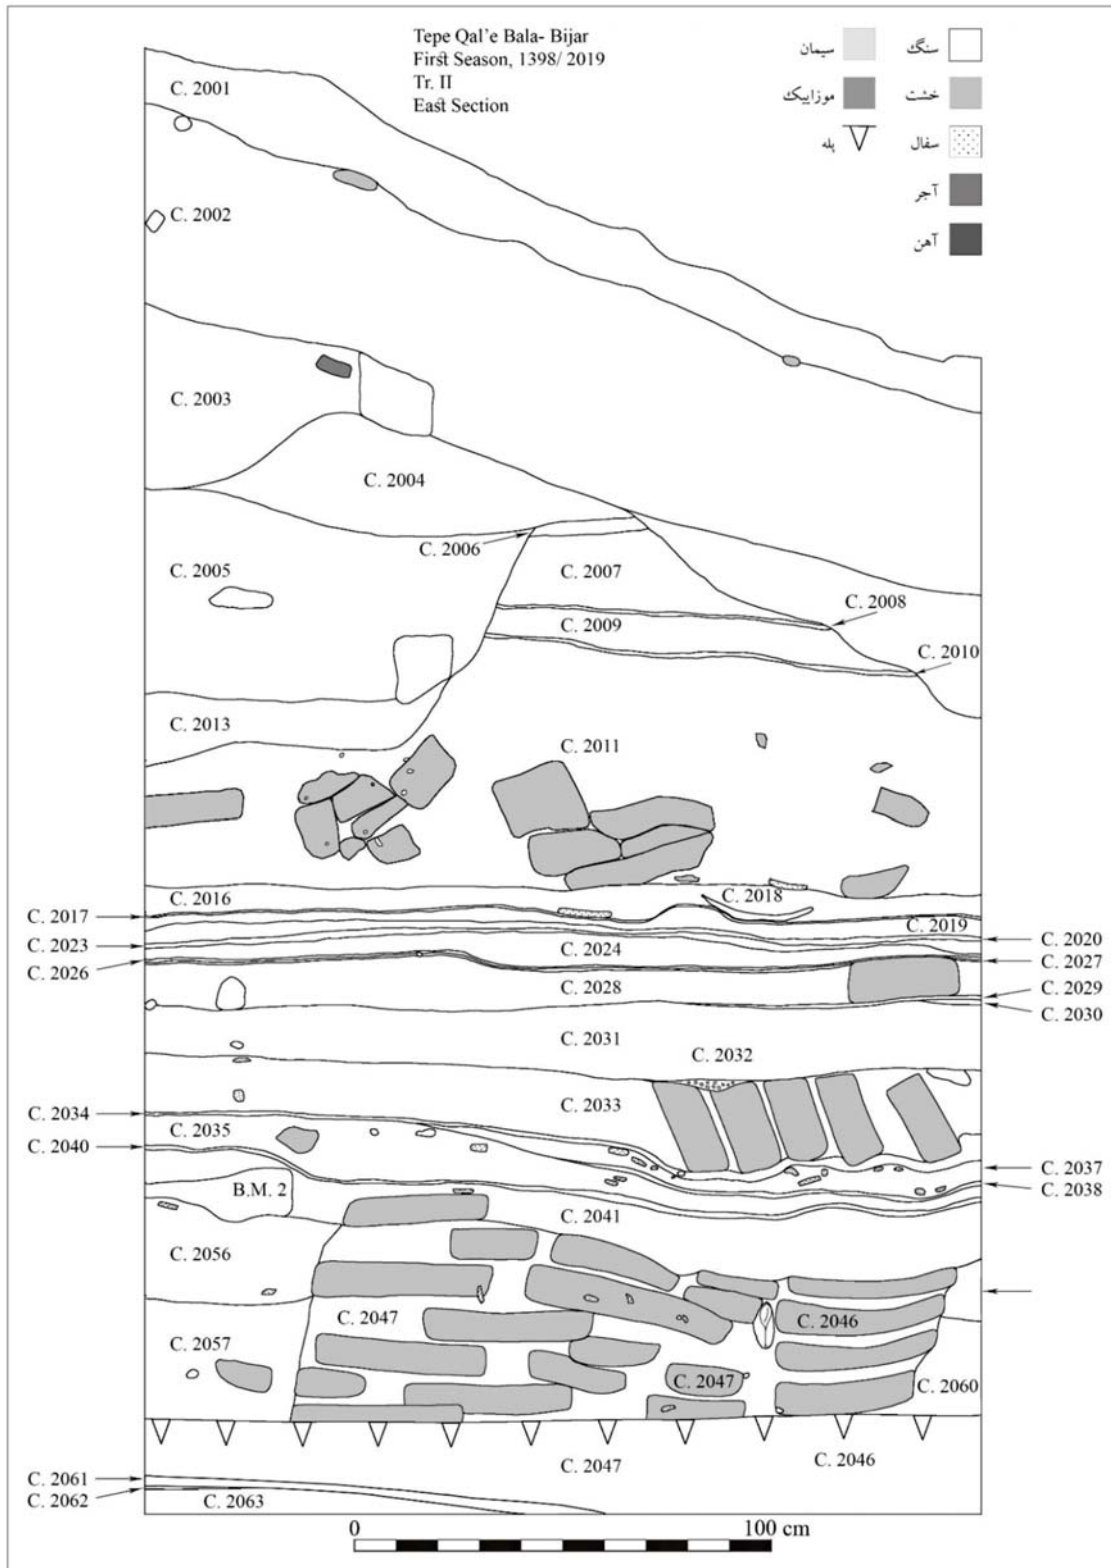 Tepe Qal'e Bala- Bijar
First Season, 1398/ 2019
Tr. II
East Section
سنگ
سیمان
خشت
موزاییک
سفال
پله
آجر
آهن
C. 2001
C. 2002
C. 2003
C. 2004
C. 2006
C. 2005
C. 2007
C. 2008
C. 2009
C. 2010
C. 2013
C. 2011
C. 2016
C. 2018
C. 2017
C. 2019
C. 2023
C. 2024
C. 2020
C. 2026
C. 2027
C. 2028
C. 2029
C. 2030
C. 2031
C. 2032
C. 2033
C. 2034
C. 2035
C. 2040
C. 2037
C. 2038
B.M. 2
C. 2041
C. 2056
C. 2047
C. 2046
C. 2057
C. 2047
C. 2060
C. 2047
C. 2046
C. 2061
C. 2062
C. 2063
0
100 cm